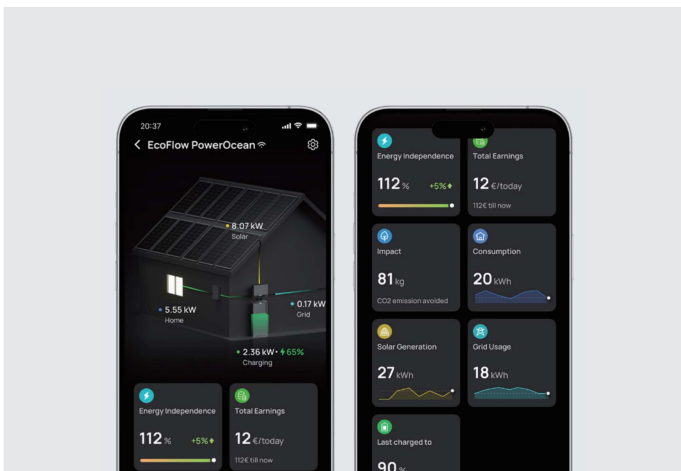 20:37
EcoFlow PowerOcean
8.07 kW
Solar
5.55 kW
Home
0.17 kW
Grid
2.36 kW
65%
Charging
Energy Independence
112 %
+5%
Total Earnings
12 €/today
112€ till now
Energy Independence
112 %
+5%
Total Earnings
12 €/today
112€ till now
Impact
81 kg
CO2 emission avoided
Consumption
20 kWh
Solar Generation
27 kWh
Grid Usage
18 kWh
Last charged to
90 %